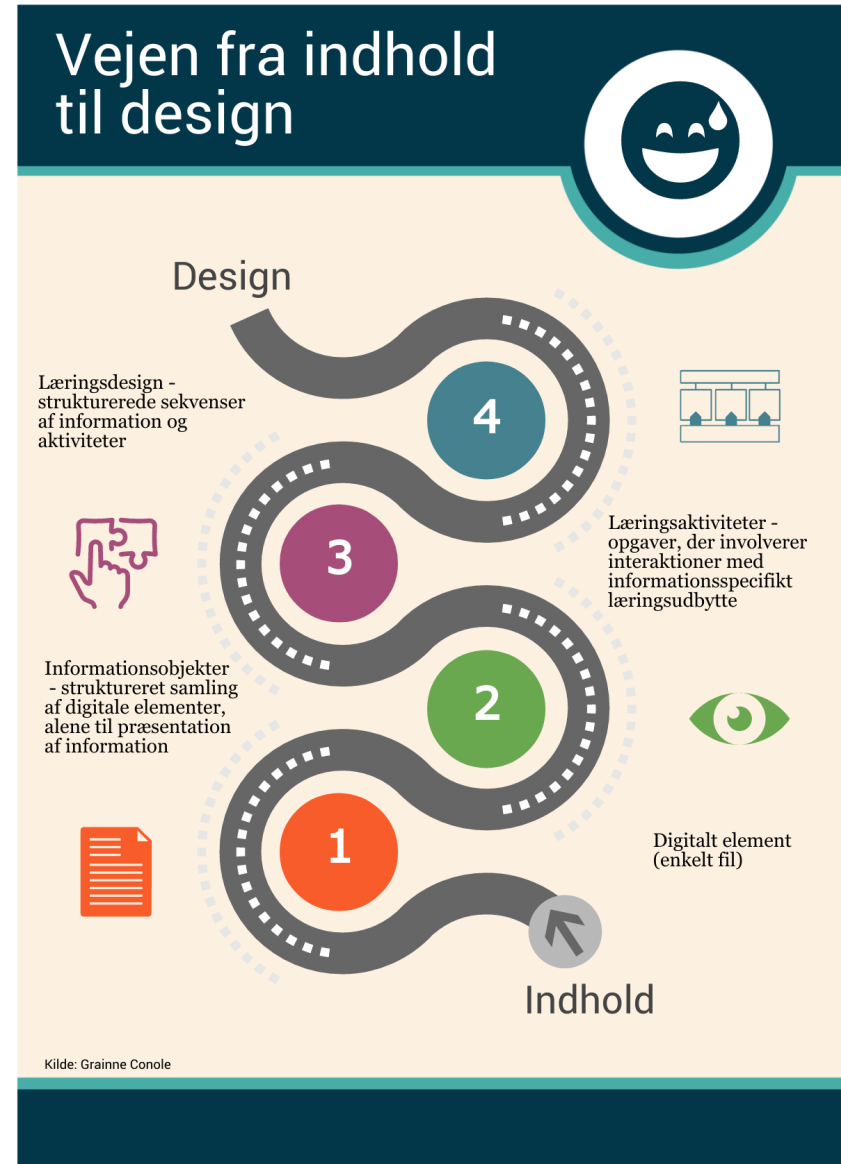 Vejen fra indhold
til design
Design
Læringsdesign -
strukturerede sekvenser
af information og
aktiviteter
4
Læringsaktiviteter -
opgaver, der involverer
interaktioner med
informationsspecifikt
læringsudbytte
3
Informationsobjekter
- struktureret samling
af digitale elementer,
alene til præsentation
af information
2
Digitalt element
(enkelt fil)
1
Indhold
Kilde: Grainne Conole